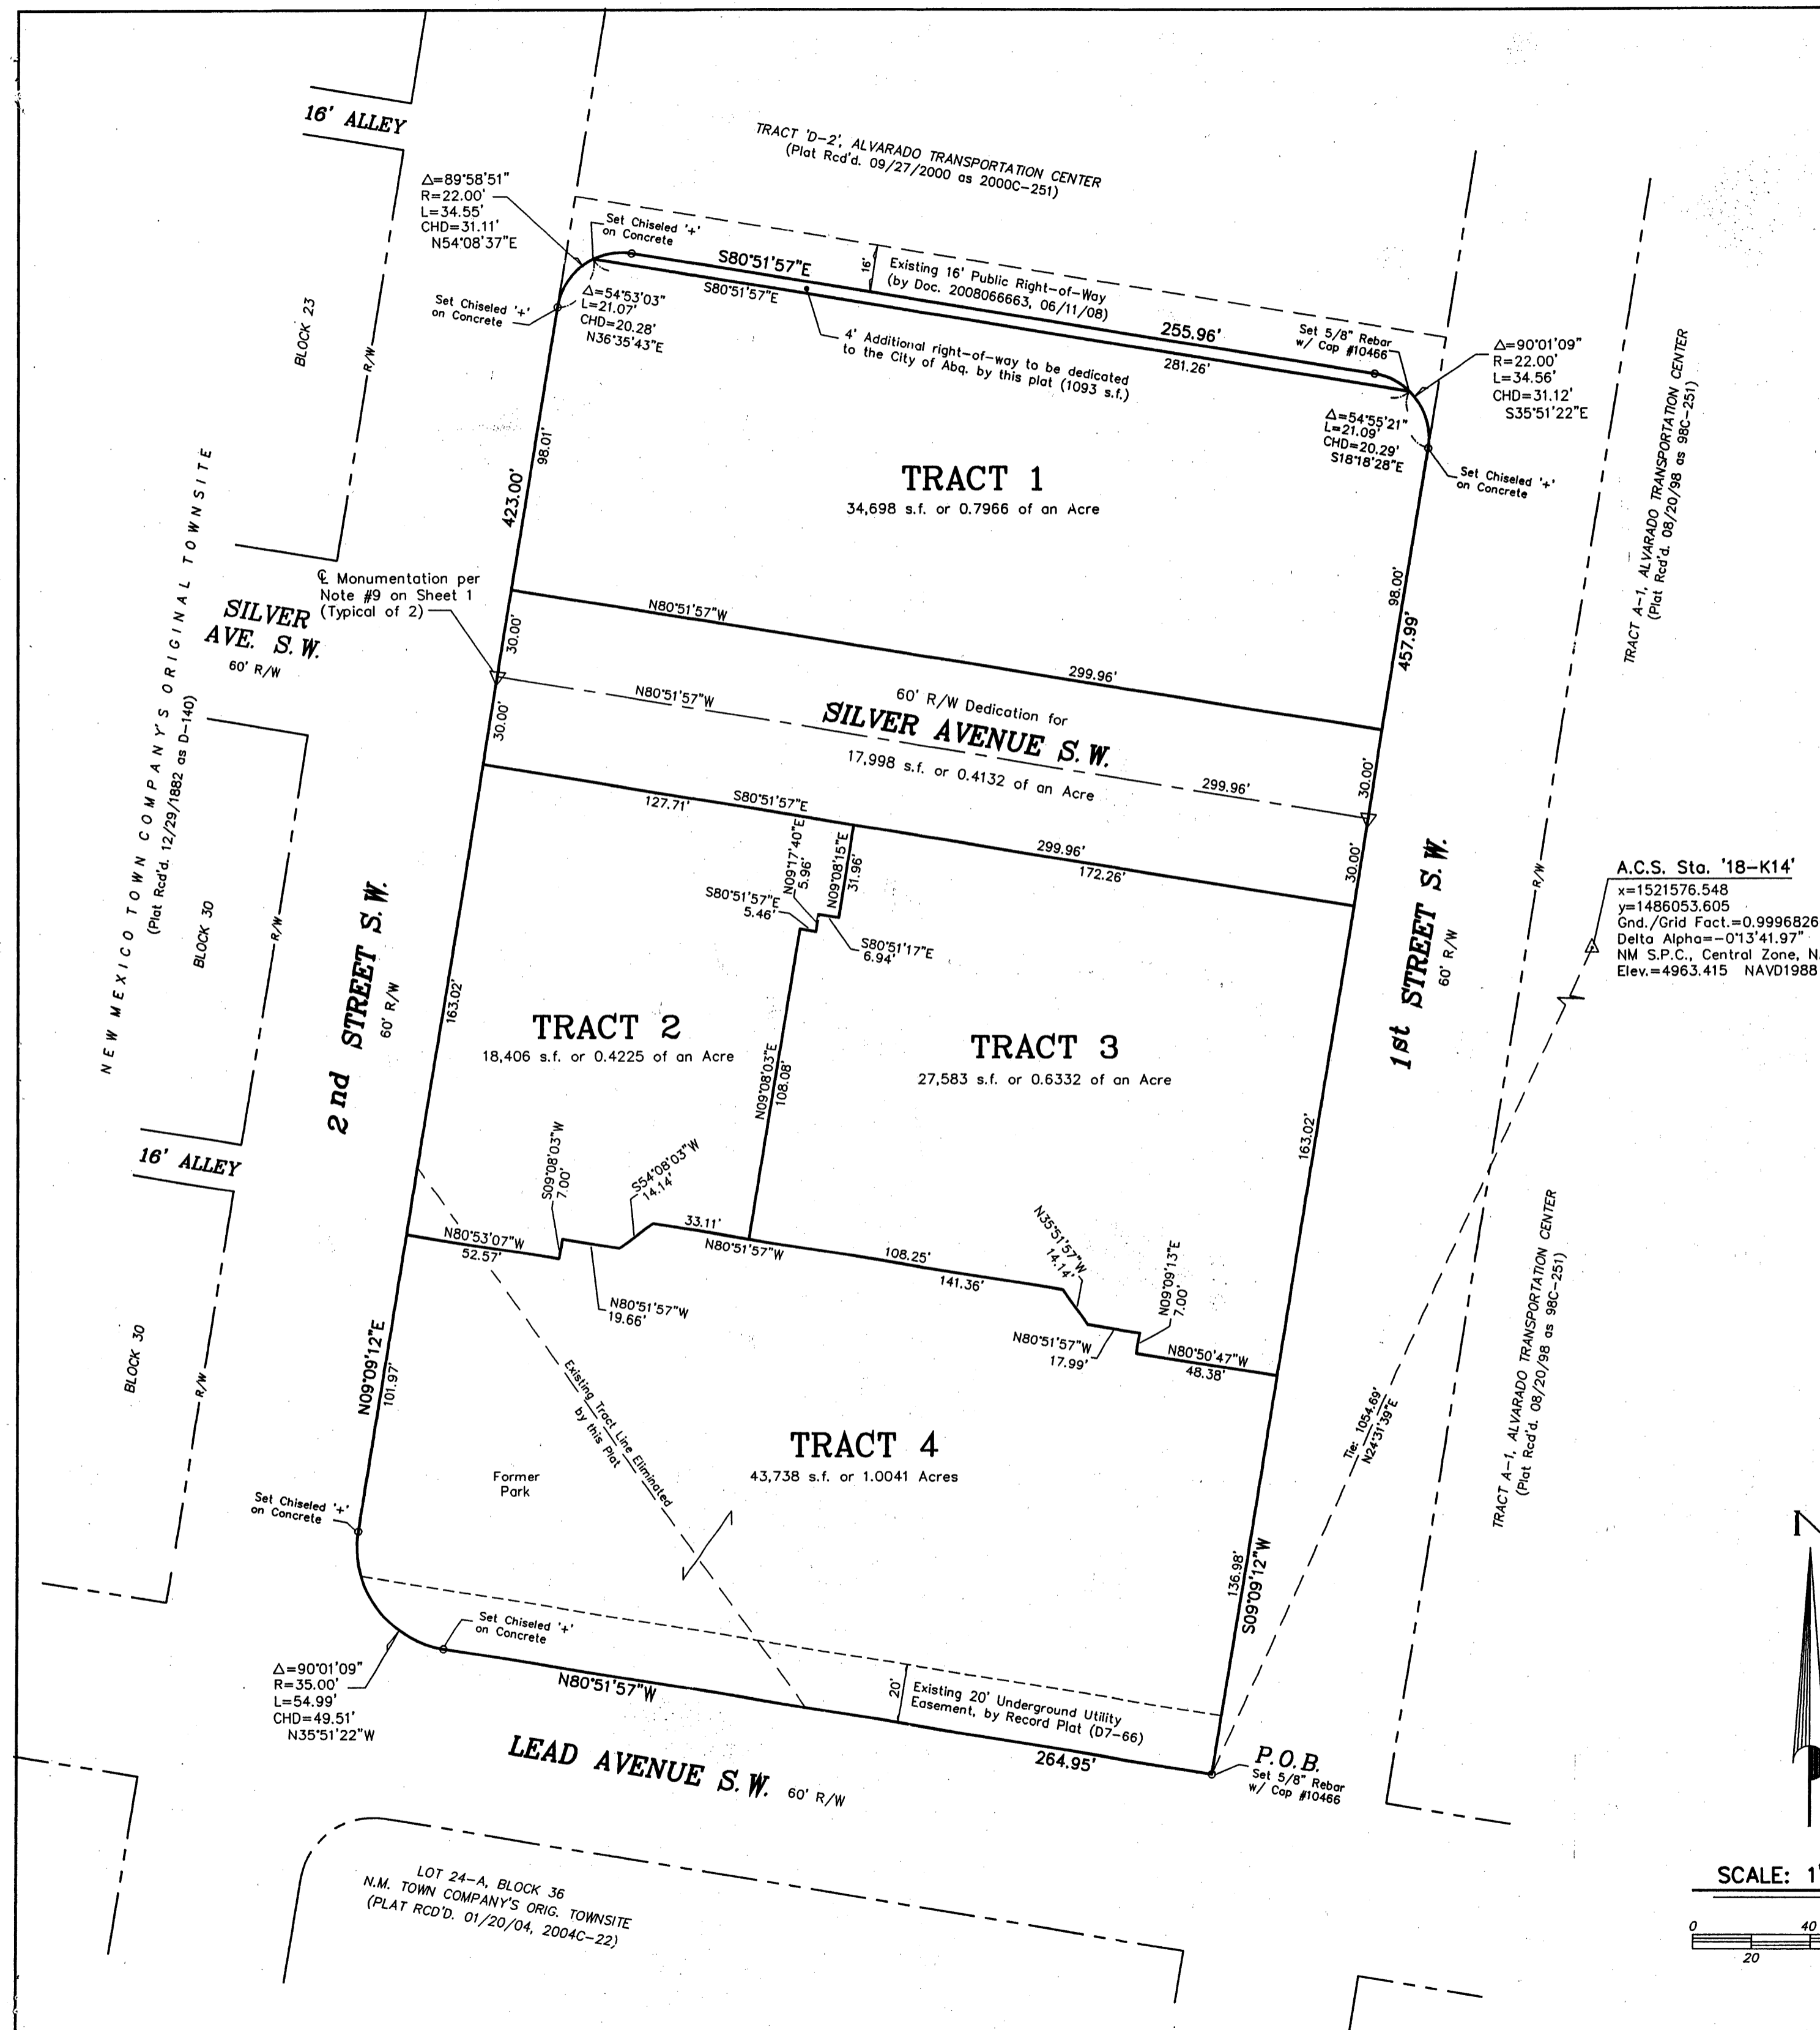 16' ALLEY
TRACT 'D-2', ALVARADO TRANSPORTATION CENTER
(Plat Rcd'd. 09/27/2000 as 2000C-251)
Δ=89°58'51"
R=22.00'
L=34.55'
CHD=31.11'
N54°08'37"E
Set Chiseled '+'
on Concrete
S80°51'57"E
S80°51'57"E
16'
Existing 16' Public Right-of-Way
(by Doc. 2008066663, 06/11/08)
255.96'
281.26'
Set 5/8" Rebar
w/ Cap #10466
Δ=90°01'09"
R=22.00'
L=34.56'
CHD=31.12'
S35°51'22"E
Set Chiseled '+'
on Concrete
Δ=54°53'03"
L=21.07'
CHD=20.28'
N36°35'43"E
4' Additional right-of-way to be dedicated
to the City of Abq. by this plat (1093 s.f.)
Δ=54°55'21"
L=21.09'
CHD=20.29'
S18°18'28"E
Set Chiseled '+'
on Concrete
BLOCK 23
R/W
98.01'
423.00'
TRACT 1
34,698 s.f. or 0.7966 of an Acre
98.00'
457.99'
TRACT A-1, ALVARADO TRANSPORTATION CENTER
(Plat Rcd'd. 08/20/98 as 98C-251)
NEW MEXICO TOWN COMPANY'S ORIGINAL TOWNSITE
(Plat Rcd'd. 12/29/1882 as D-140)
℄ Monumentation per
Note #9 on Sheet 1
(Typical of 2)
SILVER
AVE. S.W.
60' R/W
30.00'
30.00'
N80°51'57"W
299.96'
N80°51'57"W
60' R/W Dedication for
SILVER AVENUE S.W.
17,998 s.f. or 0.4132 of an Acre
299.96'
30.00'
30.00'
S80°51'57"E
127.71'
299.96'
172.26'
N09°17'40"E
5.96'
N09°08'15"E
31.96'
S80°51'57"E
5.46'
S80°51'17"E
6.94'
BLOCK 30
R/W
2nd STREET S.W.
60' R/W
163.02'
TRACT 2
18,406 s.f. or 0.4225 of an Acre
N09°08'03"E
108.08'
TRACT 3
27,583 s.f. or 0.6332 of an Acre
163.02'
1st STREET S.W.
60' R/W
R/W
A.C.S. Sta. '18-K14'
x=1521576.548
y=1486053.605
Gnd./Grid Fact.=0.9996826
Delta Alpha=-0°13'41.97"
NM S.P.C., Central Zone, N.
Elev.=4963.415 NAVD1988
16' ALLEY
S09°08'03"W
7.00'
S54°08'03"W
14.14'
N80°53'07"W
52.57'
N80°51'57"W
19.66'
33.11'
N80°51'57"W
108.25'
141.36'
N35°51'57"W
14.14'
N09°09'13"E
7.00'
N80°51'57"W
17.99'
N80°50'47"W
48.38'
BLOCK 30
R/W
N09°09'12"E
101.97'
Existing Tract Line Eliminated
by this Plat
TRACT 4
43,738 s.f. or 1.0041 Acres
Former
Park
Tie: 1054.69'
N24°31'39"E
TRACT A-1, ALVARADO TRANSPORTATION CENTER
(Plat Rcd'd. 08/20/98 as 98C-251)
136.98'
S09°09'12"W
N
Set Chiseled '+'
on Concrete
Set Chiseled '+'
on Concrete
Δ=90°01'09"
R=35.00'
L=54.99'
CHD=49.51'
N35°51'22"W
N80°51'57"W
20'
Existing 20' Underground Utility
Easement, by Record Plat (D7-66)
264.95'
P.O.B.
Set 5/8" Rebar
w/ Cap #10466
LEAD AVENUE S.W. 60' R/W
LOT 24-A, BLOCK 36
N.M. TOWN COMPANY'S ORIG. TOWNSITE
(PLAT RCD'D. 01/20/04, 2004C-22)
SCALE: 1"
0 40
20